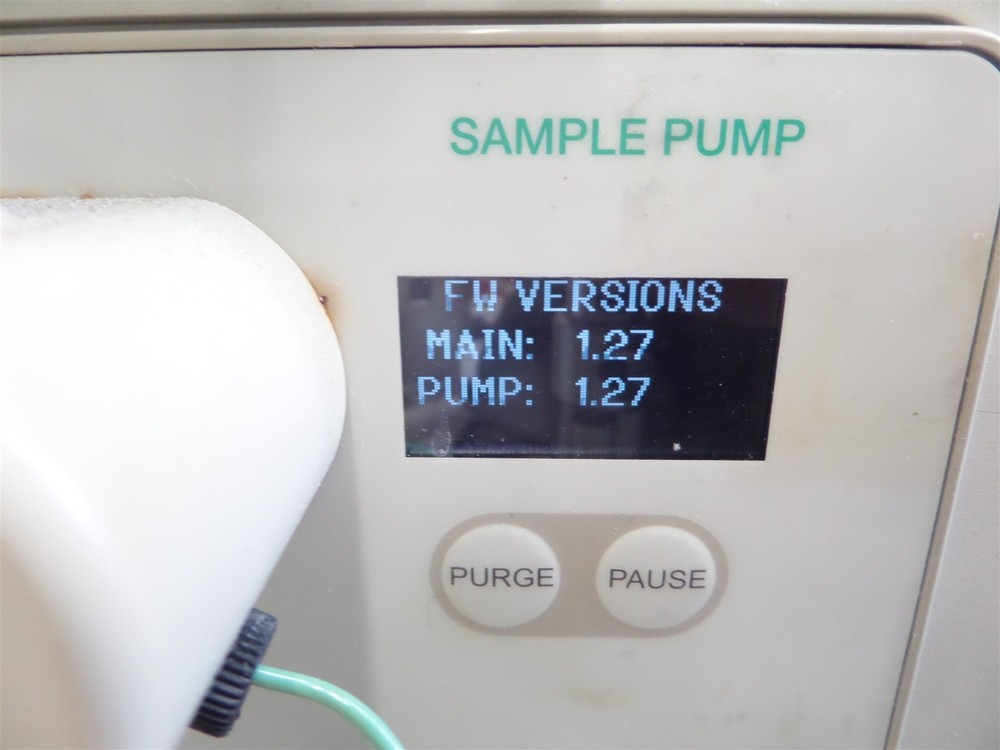 SAMPLE PUMP
FW VERSIONS
MAIN: 1.27
PUMP: 1.27
PURGE
PAUSE